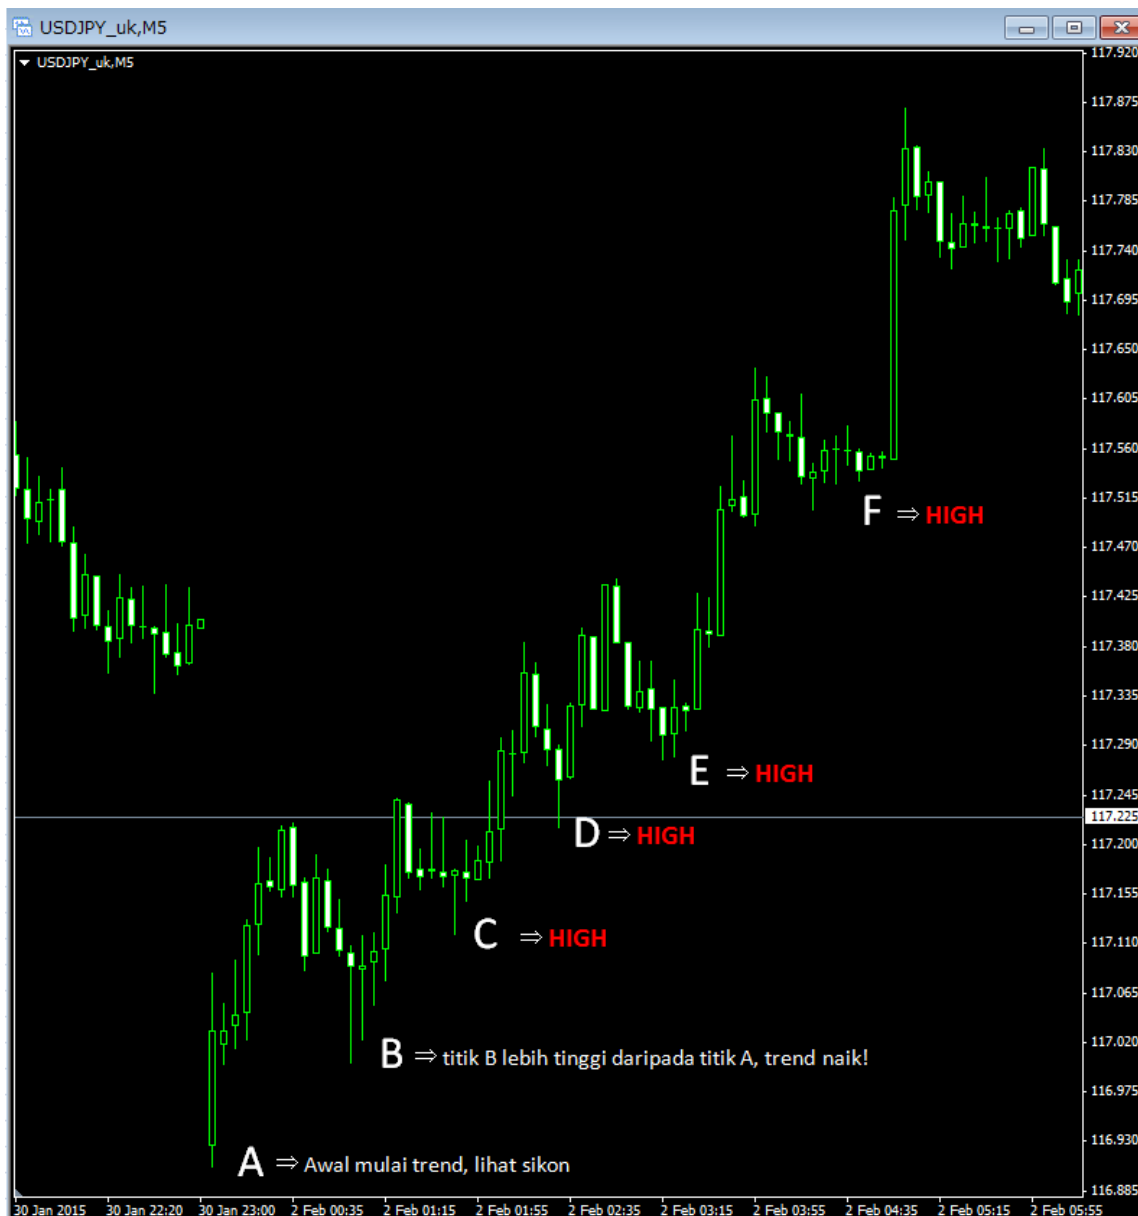 USDJPY_uk,M5
USDJPY_uk,M5
117.920
117.875
117.830
117.785
117.740
117.695
117.650
117.605
117.560
117.515
F ⇒ HIGH
117.470
117.425
117.380
117.335
117.290
E ⇒ HIGH
117.245
117.225
D ⇒ HIGH
117.200
117.155
C ⇒ HIGH
117.110
117.065
B ⇒ titik B lebih tinggi daripada titik A, trend naik!
117.020
116.975
116.930
A ⇒ Awal mulai trend, lihat sikon
116.885
30 Jan 2015 30 Jan 22:20 30 Jan 23:00 2 Feb 00:35 2 Feb 01:15 2 Feb 01:55 2 Feb 02:35 2 Feb 03:15 2 Feb 03:55 2 Feb 04:35 2 Feb 05:15 2 Feb 05:55